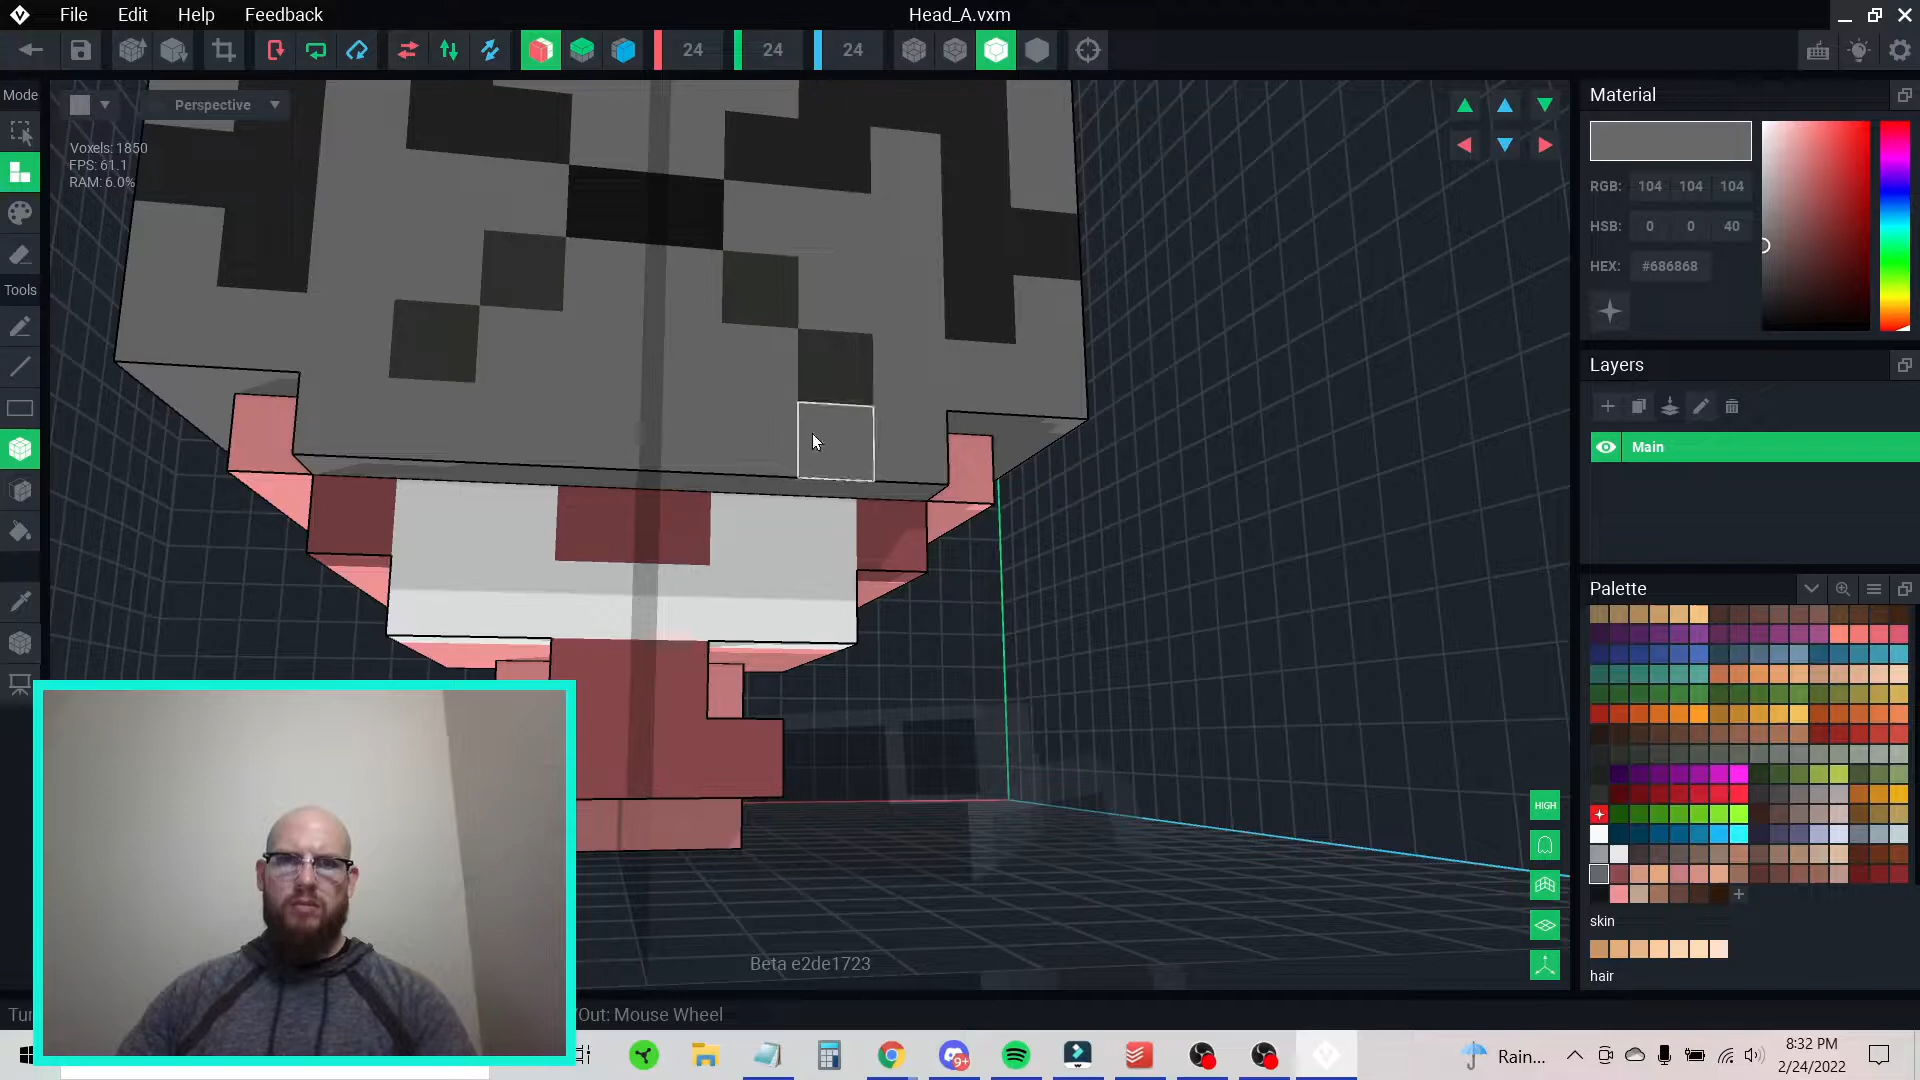 File Edit Help Feedback
Head_A.vxm
24 24 24
Mode
Perspective
Voxels: 1850
FPS: 61.1
RAM: 6.0%
Tools
Material
RGB: 104 104 104
HSB: 0 0 40
HEX: #686868
Layers
Main
Palette
skin
hair
HIGH
Beta e2de1723
/Out: Mouse Wheel
9+
Rain...
8:32 PM
2/24/2022